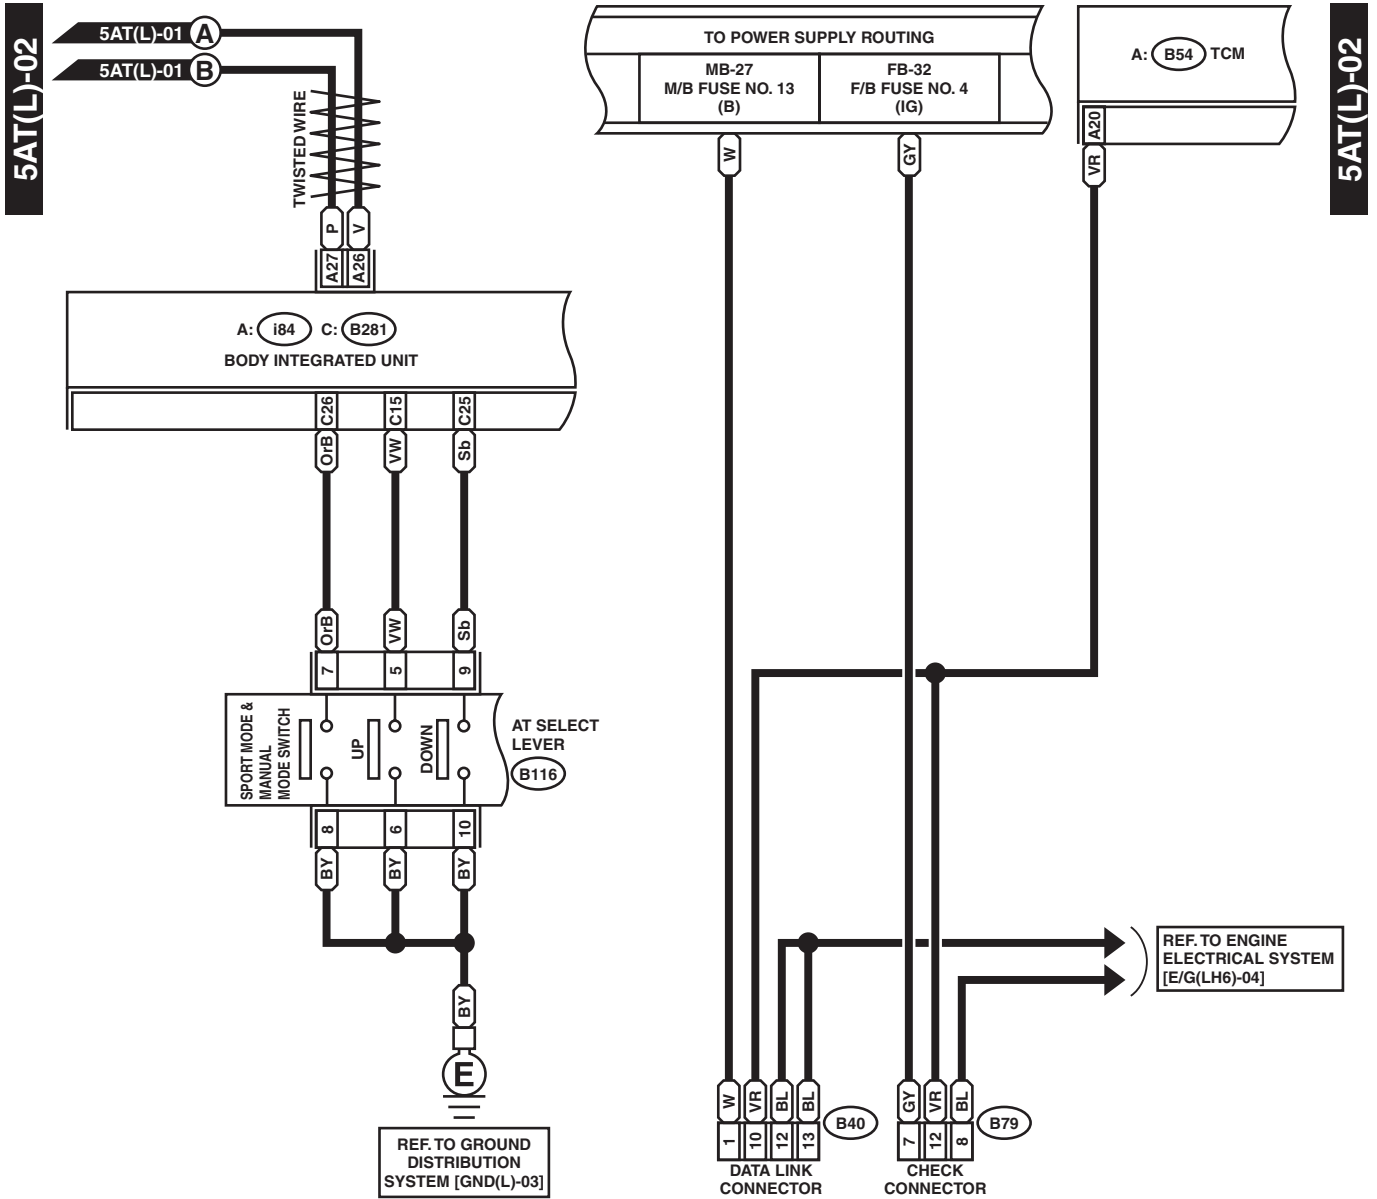 5AT(L)-02
5AT(L)-01 A
5AT(L)-01 B
TWISTED WIRE
P
V
A27
A26
A: i84 C: B281
BODY INTEGRATED UNIT
C26
C15
C25
OrB
VW
Sb
OrB
VW
Sb
7
5
9
SPORT MODE &
MANUAL
MODE SWITCH
UP
DOWN
AT SELECT
LEVER
B116
8
6
10
BY
BY
BY
BY
E
REF. TO GROUND
DISTRIBUTION
SYSTEM [GND(L)-03]
TO POWER SUPPLY ROUTING
MB-27
M/B FUSE NO. 13
(B)
FB-32
F/B FUSE NO. 4
(IG)
W
GY
A: B54 TCM
A20
VR
5AT(L)-02
REF. TO ENGINE
ELECTRICAL SYSTEM
[E/G(LH6)-04]
W
VR
BL
BL
1
10
12
13
B40
DATA LINK
CONNECTOR
GY
VR
BL
7
12
8
B79
CHECK
CONNECTOR